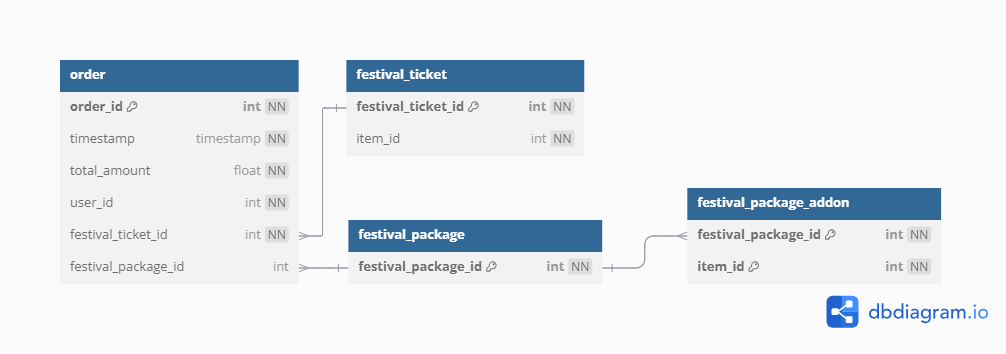 order
order_id int NN
timestamp timestamp NN
total_amount float NN
user_id int NN
festival_ticket_id int NN
festival_package_id int
festival_ticket
festival_ticket_id int NN
item_id int NN
festival_package
festival_package_id int NN
festival_package_addon
festival_package_id int NN
item_id int NN
dbdiagram.io